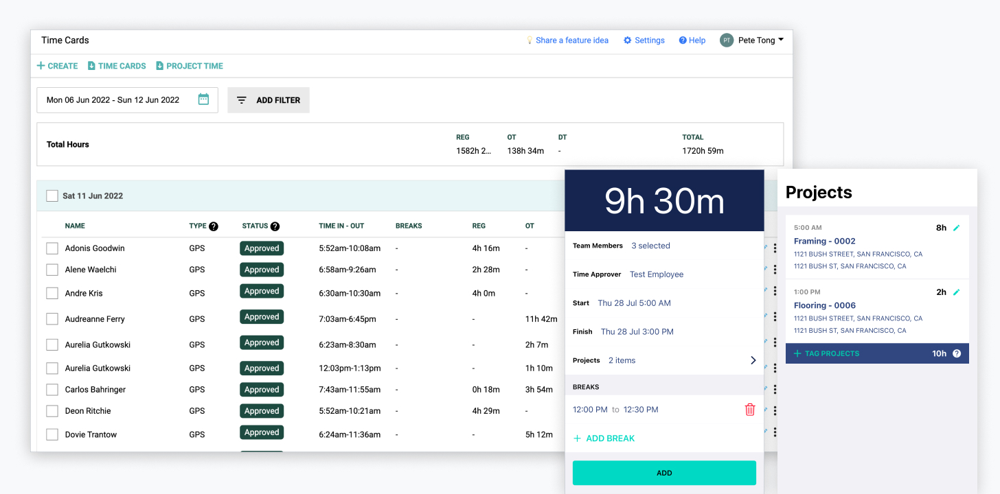 Time Cards
Share a feature idea Settings Help PT Pete Tong
CREATE TIME CARDS PROJECT TIME
Mon 06 Jun 2022 - Sun 12 Jun 2022 ADD FILTER
Total Hours
REG OT DT TOTAL
1582h 2... 138h 34m - 1720h 59m
Sat 11 Jun 2022
NAME TYPE ? STATUS ? TIME IN - OUT BREAKS REG OT
Adonis Goodwin GPS Approved 5:52am-10:08am - 4h 16m -
Alene Waelchi GPS Approved 6:58am-9:26am - 2h 28m -
Andre Kris GPS Approved 6:30am-10:30am - 4h 0m -
Audreanne Ferry GPS Approved 7:03am-6:45pm - - 11h 42m
Aurelia Gutkowski GPS Approved 6:23am-8:30am - - 2h 7m
Aurelia Gutkowski GPS Approved 12:03pm-1:13pm - - 1h 10m
Carlos Bahringer GPS Approved 7:43am-11:55am - 0h 18m 3h 54m
Deon Ritchie GPS Approved 5:52am-10:21am - 4h 29m -
Dovie Trantow GPS Approved 6:24am-11:36am - - 5h 12m
9h 30m
Team Members 3 selected
Time Approver Test Employee
Start Thu 28 Jul 5:00 AM
Finish Thu 28 Jul 3:00 PM
Projects 2 items
BREAKS
12:00 PM to 12:30 PM
+ ADD BREAK
ADD
Projects
5:00 AM 8h
Framing - 0002
1121 BUSH STREET, SAN FRANCISCO, CA
1121 BUSH ST, SAN FRANCISCO, CA
1:00 PM 2h
Flooring - 0006
1121 BUSH STREET, SAN FRANCISCO, CA
1121 BUSH ST, SAN FRANCISCO, CA
+ TAG PROJECTS 10h ?